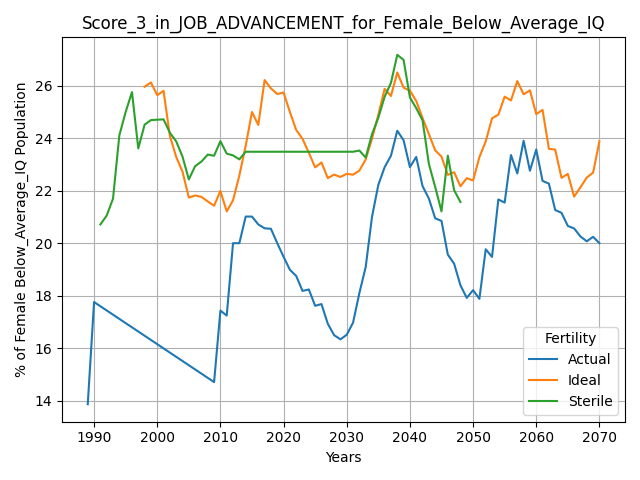 Score_3_in_JOB_ADVANCEMENT_for_Female_Below_Average_IQ
% of Female Below_Average_IQ Population
26
24
22
20
18
16
14
Fertility
Actual
Ideal
Sterile
1990 2000 2010 2020 2030 2040 2050 2060 2070
Years